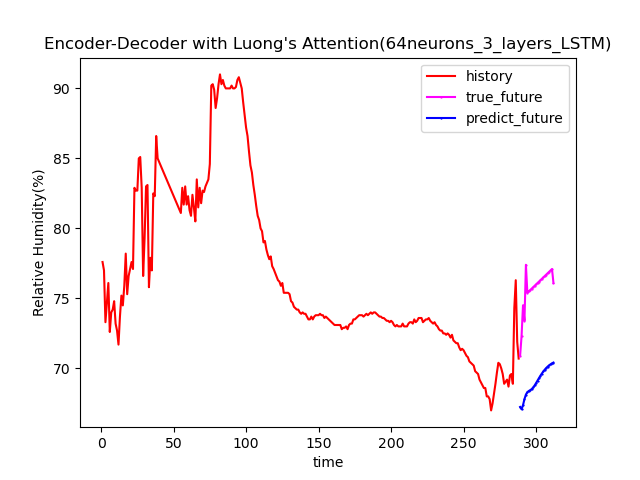 Encoder-Decoder with Luong's Attention(64neurons_3_layers_LSTM)
history
true_future
predict_future
Relative Humidity(%)
90
85
80
75
70
0 50 100 150 200 250 300
time